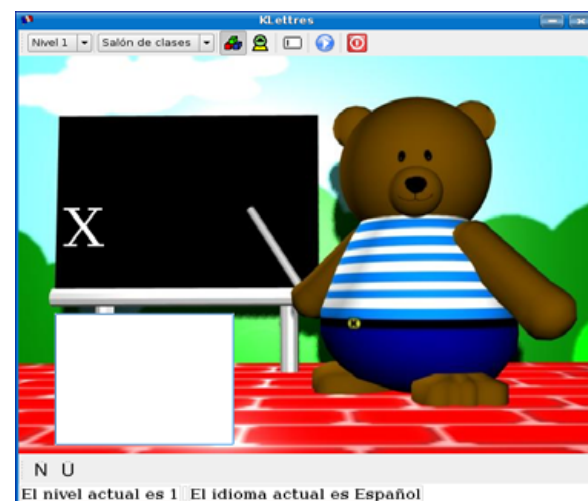 KLettres
Nivel 1 Salón de clases
X
N U
El nivel actual es 1 El idioma actual es Español